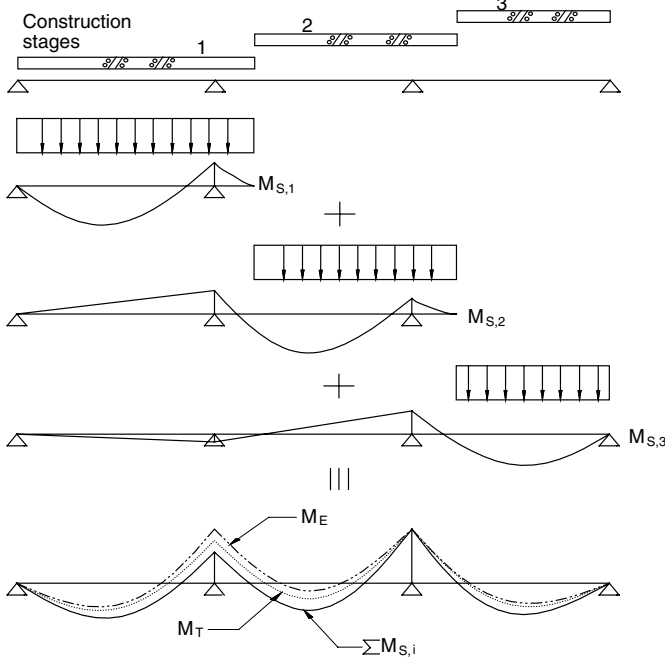 Construction
stages
1
2
3
M_S,1
M_S,2
M_S,3
M_E
M_T
∑M_S,i